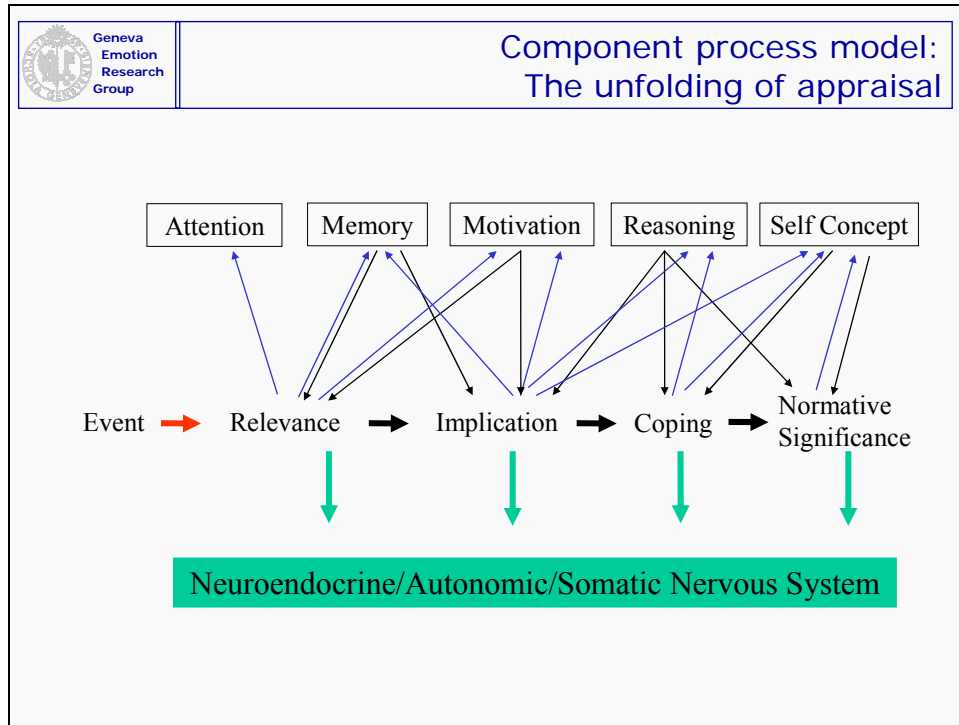 Geneva
Emotion
Research
Group
Component process model:
The unfolding of appraisal
Attention Memory Motivation Reasoning Self Concept
Event Relevance Implication Coping Normative
Significance
Neuroendocrine/Autonomic/Somatic Nervous System